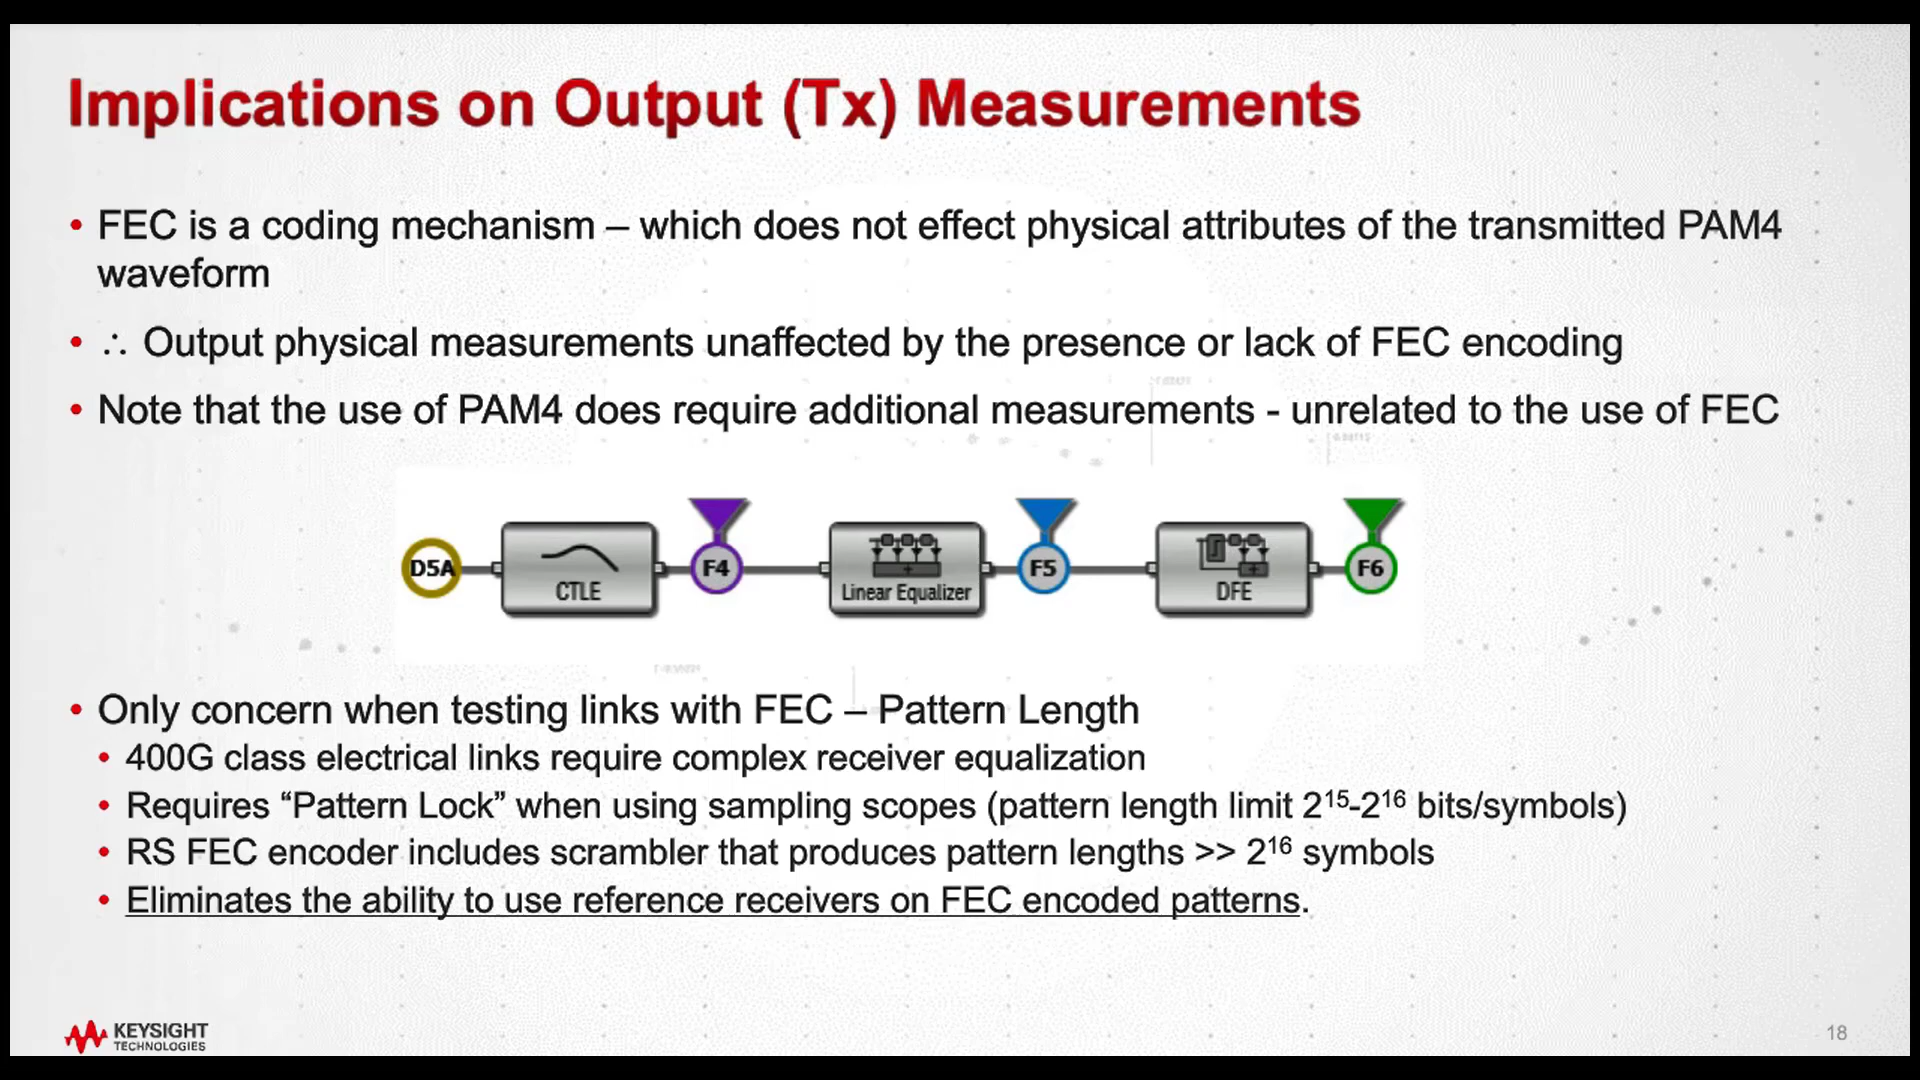 Implications on Output (Tx) Measurements
• FEC is a coding mechanism – which does not effect physical attributes of the transmitted PAM4
waveform
• ∴ Output physical measurements unaffected by the presence or lack of FEC encoding
• Note that the use of PAM4 does require additional measurements - unrelated to the use of FEC
D5A CTLE F4 Linear Equalizer F5 DFE F6
• Only concern when testing links with FEC – Pattern Length
• 400G class electrical links require complex receiver equalization
• Requires “Pattern Lock” when using sampling scopes (pattern length limit 2¹⁵-2¹⁶ bits/symbols)
• RS FEC encoder includes scrambler that produces pattern lengths >> 2¹⁶ symbols
• Eliminates the ability to use reference receivers on FEC encoded patterns.
KEYSIGHT
TECHNOLOGIES
18